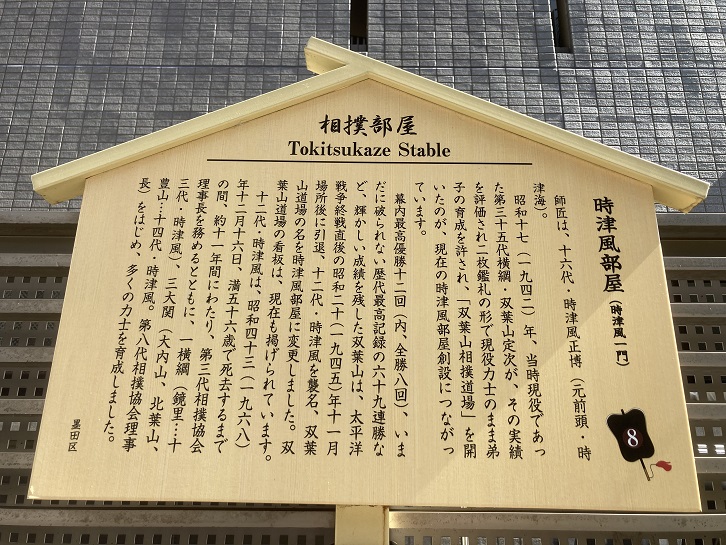 相撲部屋
Tokitsukaze Stable
時津風部屋(時津風一門)
師匠は、十六代・時津風正博(元前頭・時
津海)。
昭和十七(一九四二)年、当時現役であっ
た第三十五代横綱・双葉山定次が、その実績
を評価され二枚鑑札の形で現役力士のまま弟
子の育成を許され、「双葉山相撲道場」を開
いたのが、現在の時津風部屋創設につながっ
ています。
幕内最高優勝十二回(内、全勝八回)、いま
だに破られない歴代最高記録の六十九連勝な
ど、輝かしい成績を残した双葉山は、太平洋
戦争終戦直後の昭和二十(一九四五)年十一月
場所後に引退、十二代・時津風を襲名、双葉
山道場の名を時津風部屋に変更しました。双
葉山道場の看板は、現在も掲げられています。
十二代・時津風は、昭和四十三(一九六八)
年十二月十六日、満五十六歳で死去するまで
の間、約十一年間にわたり、第三代相撲協会
理事長を務めるとともに、一横綱(鏡里…十
三代・時津風)、三大関(大内山、北葉山、
豊山…十四代・時津風。第八代相撲協会理事
長)をはじめ、多くの力士を育成しました。
墨田区
8